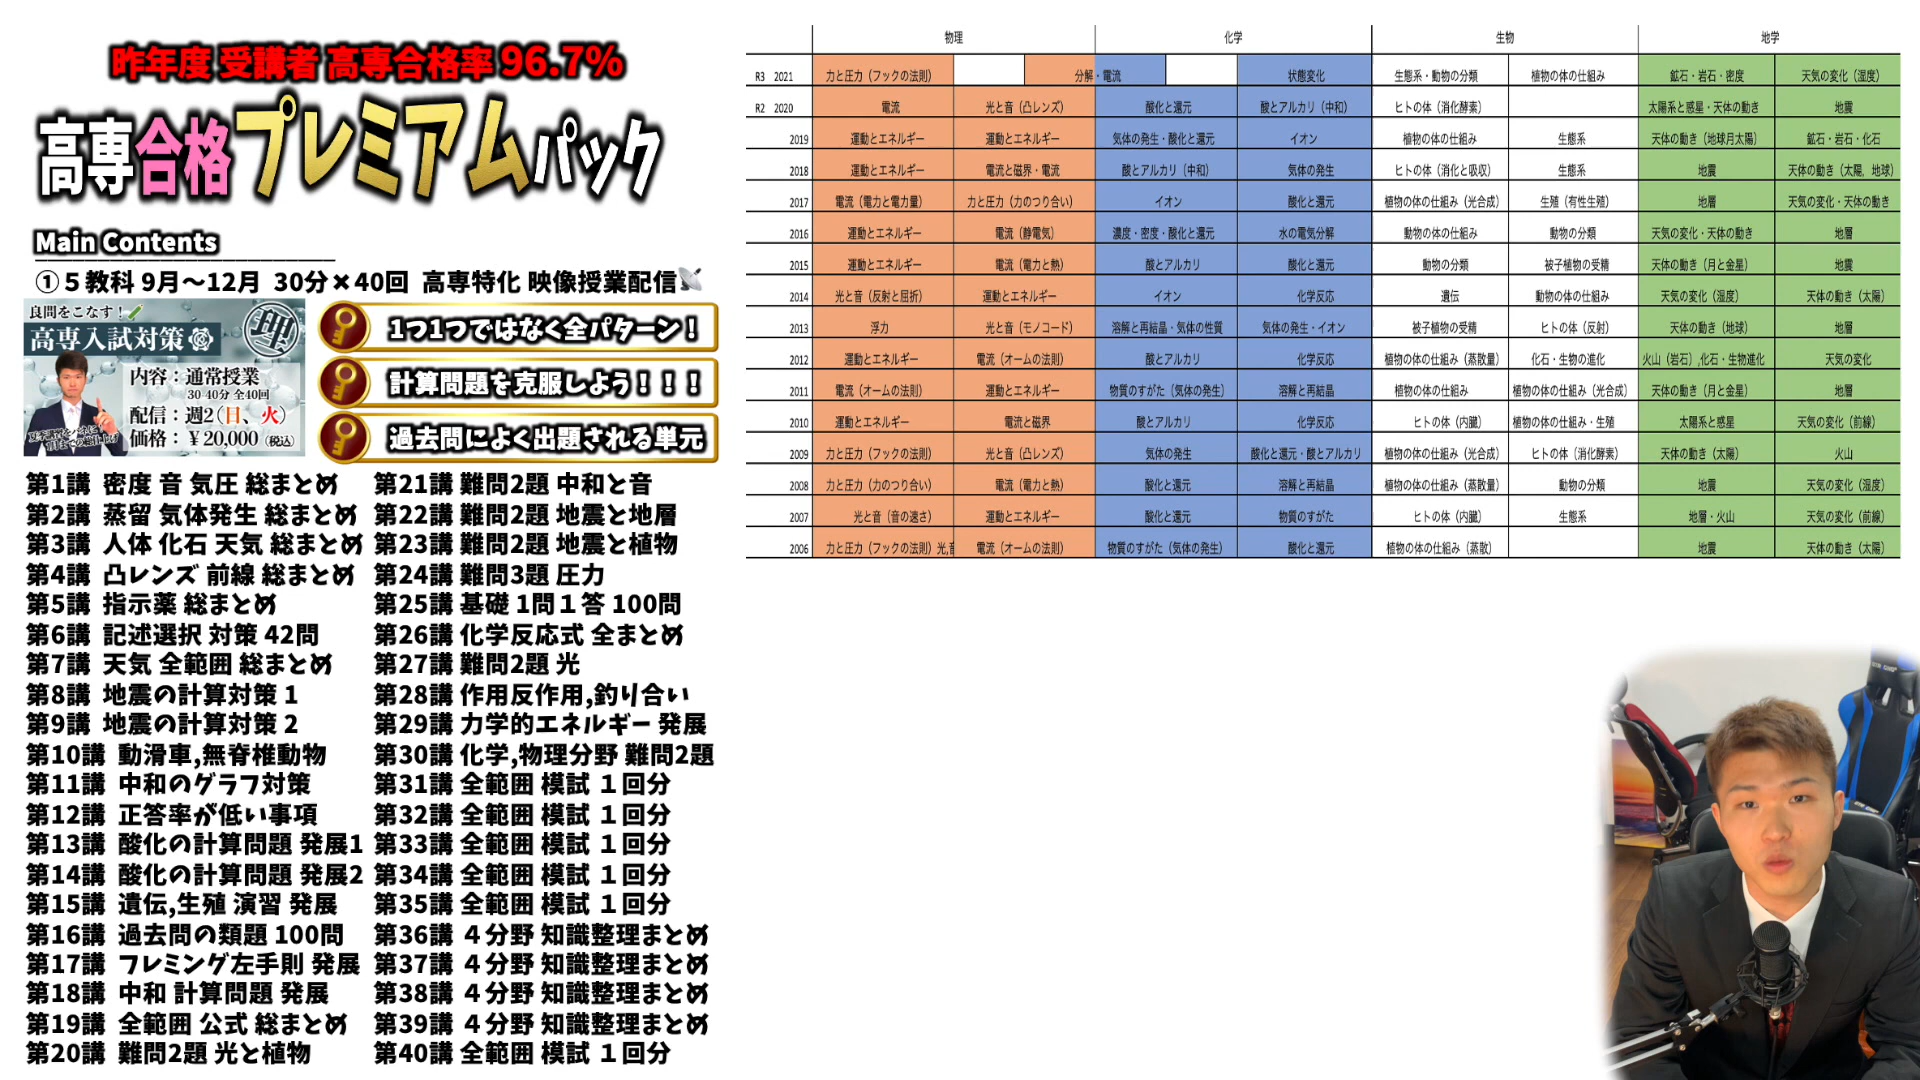 昨年度 受講者 高専合格率 96.7%
高専合格プレミアムパック
Main Contents
①５教科 9月～12月 30分×40回 高専特化 映像授業配信
良問をこなす！
高専入試対策
理
内容：通常授業
30-40分 全40回
配信：週2（日、火）
価格：￥20,000（税込）
1つ1つではなく全パターン！
計算問題を克服しよう！！！
過去問によく出題される単元
第1講 密度 音 気圧 総まとめ
第2講 蒸留 気体発生 総まとめ
第3講 人体 化石 天気 総まとめ
第4講 凸レンズ 前線 総まとめ
第5講 指示薬 総まとめ
第6講 記述選択 対策 42問
第7講 天気 全範囲 総まとめ
第8講 地震の計算対策 1
第9講 地震の計算対策 2
第10講 動滑車,無脊椎動物
第11講 中和のグラフ対策
第12講 正答率が低い事項
第13講 酸化の計算問題 発展1
第14講 酸化の計算問題 発展2
第15講 遺伝,生殖 演習 発展
第16講 過去問の類題 100問
第17講 フレミング左手則 発展
第18講 中和 計算問題 発展
第19講 全範囲 公式 総まとめ
第20講 難問2題 光と植物
第21講 難問2題 中和と音
第22講 難問2題 地震と地層
第23講 難問2題 地震と植物
第24講 難問3題 圧力
第25講 基礎 1問１答 100問
第26講 化学反応式 全まとめ
第27講 難問2題 光
第28講 作用反作用,釣り合い
第29講 力学的エネルギー 発展
第30講 化学,物理分野 難問2題
第31講 全範囲 模試 １回分
第32講 全範囲 模試 １回分
第33講 全範囲 模試 １回分
第34講 全範囲 模試 １回分
第35講 全範囲 模試 １回分
第36講 ４分野 知識整理まとめ
第37講 ４分野 知識整理まとめ
第38講 ４分野 知識整理まとめ
第39講 ４分野 知識整理まとめ
第40講 全範囲 模試 １回分
物理 化学 生物 地学
R3 2021 力と圧力（フックの法則） 分解・電流 状態変化 生態系・動物の分類 植物の体の仕組み 鉱石・岩石・密度 天気の変化（湿度）
R2 2020 電流 光と音（凸レンズ） 酸化と還元 酸とアルカリ（中和） ヒトの体（消化酵素） 太陽系と惑星・天体の動き 地震
2019 運動とエネルギー 運動とエネルギー 気体の発生・酸化と還元 イオン 植物の体の仕組み 生態系 天体の動き（地球月太陽） 鉱石・岩石・化石
2018 運動とエネルギー 電流と磁界・電流 酸とアルカリ（中和） 気体の発生 ヒトの体（消化と吸収） 生態系 地震 天体の動き（太陽，地球）
2017 電流（電力と電力量） 力と圧力（力のつり合い） イオン 酸化と還元 植物の体の仕組み（光合成） 生殖（有性生殖） 地層 天気の変化・天体の動き
2016 運動とエネルギー 電流（静電気） 濃度・密度・酸化と還元 水の電気分解 動物の体の仕組み 動物の分類 天気の変化・天体の動き 地層
2015 運動とエネルギー 電流（電力と熱） 酸とアルカリ 酸化と還元 動物の分類 被子植物の受精 天体の動き（月と金星） 地震
2014 光と音（反射と屈折） 運動とエネルギー イオン 化学反応 遺伝 動物の体の仕組み 天気の変化（湿度） 天体の動き（太陽）
2013 浮力 光と音（モノコード） 溶解と再結晶・気体の性質 気体の発生・イオン 被子植物の受精 ヒトの体（反射） 天体の動き（地球） 地層
2012 運動とエネルギー 電流（オームの法則） 酸とアルカリ 化学反応 植物の体の仕組み（蒸散量） 化石・生物の進化 火山（岩石）,化石・生物進化 天気の変化
2011 電流（オームの法則） 運動とエネルギー 物質のすがた（気体の発生） 溶解と再結晶 植物の体の仕組み 植物の体の仕組み（光合成） 天体の動き（月と金星） 地層
2010 運動とエネルギー 電流と磁界 酸とアルカリ 化学反応 ヒトの体（内臓） 植物の体の仕組み・生殖 太陽系と惑星 天気の変化（前線）
2009 力と圧力（フックの法則） 光と音（凸レンズ） 気体の発生 酸化と還元・酸とアルカリ 植物の体の仕組み（光合成） ヒトの体（消化酵素） 天体の動き（太陽） 火山
2008 力と圧力（力のつり合い） 電流（電力と熱） 酸化と還元 溶解と再結晶 植物の体の仕組み（蒸散量） 動物の分類 地震 天気の変化（湿度）
2007 光と音（音の速さ） 運動とエネルギー 酸化と還元 物質のすがた ヒトの体（内臓） 生態系 地層・火山 天気の変化（前線）
2006 力と圧力（フックの法則）光,音 電流（オームの法則） 物質のすがた（気体の発生） 酸化と還元 植物の体の仕組み（蒸散） 地震 天体の動き（太陽）